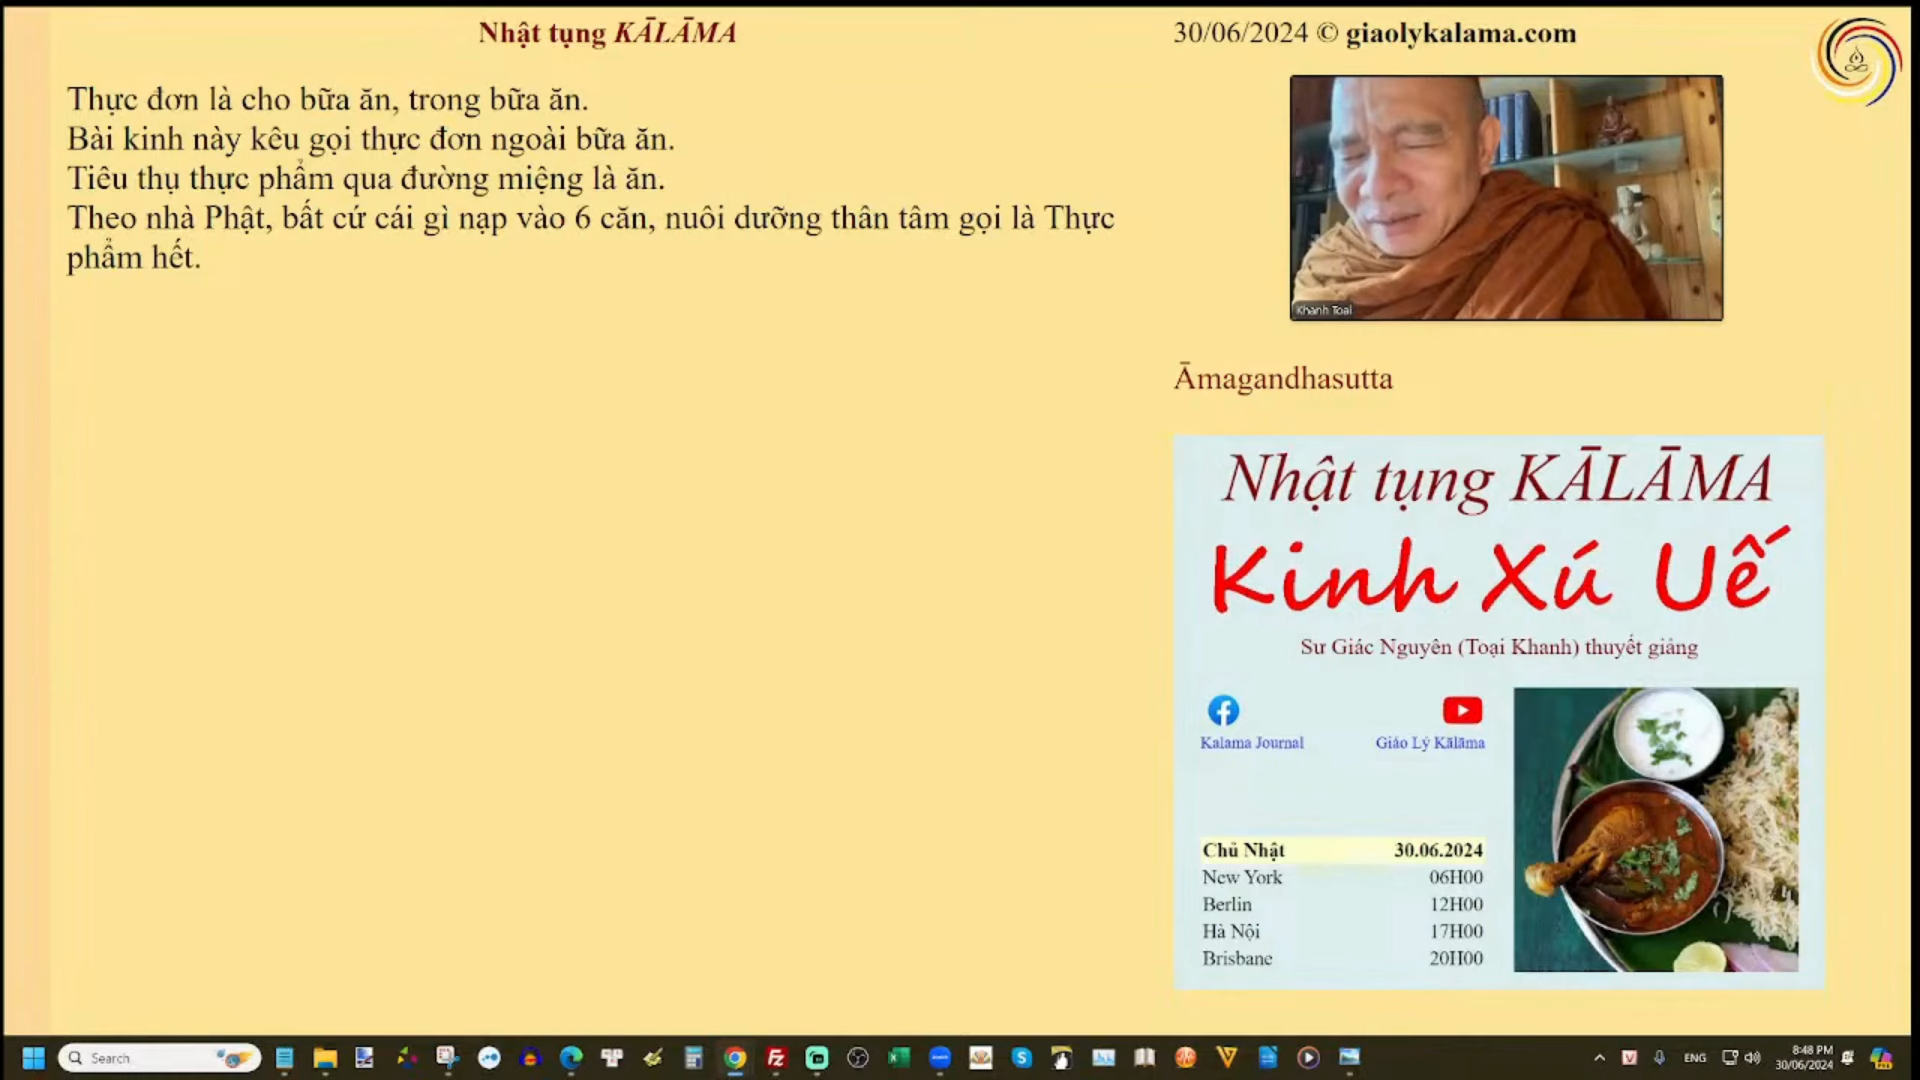 Nhật tụng KĀLĀMA
30/06/2024 © giaolykalama.com
Thực đơn là cho bữa ăn, trong bữa ăn.
Bài kinh này kêu gọi thực đơn ngoài bữa ăn.
Tiêu thụ thực phẩm qua đường miệng là ăn.
Theo nhà Phật, bất cứ cái gì nạp vào 6 căn, nuôi dưỡng thân tâm gọi là Thực
phẩm hết.
Khanh Toai
Āmagandhasutta
Nhật tụng KĀLĀMA
Kinh Xú Uế
Sư Giác Nguyên (Toại Khanh) thuyết giảng
Kalama Journal
Giáo Lý Kālāma
Chủ Nhật 30.06.2024
New York 06H00
Berlin 12H00
Hà Nội 17H00
Brisbane 20H00
Search
ENG
8:48 PM
30/06/2024